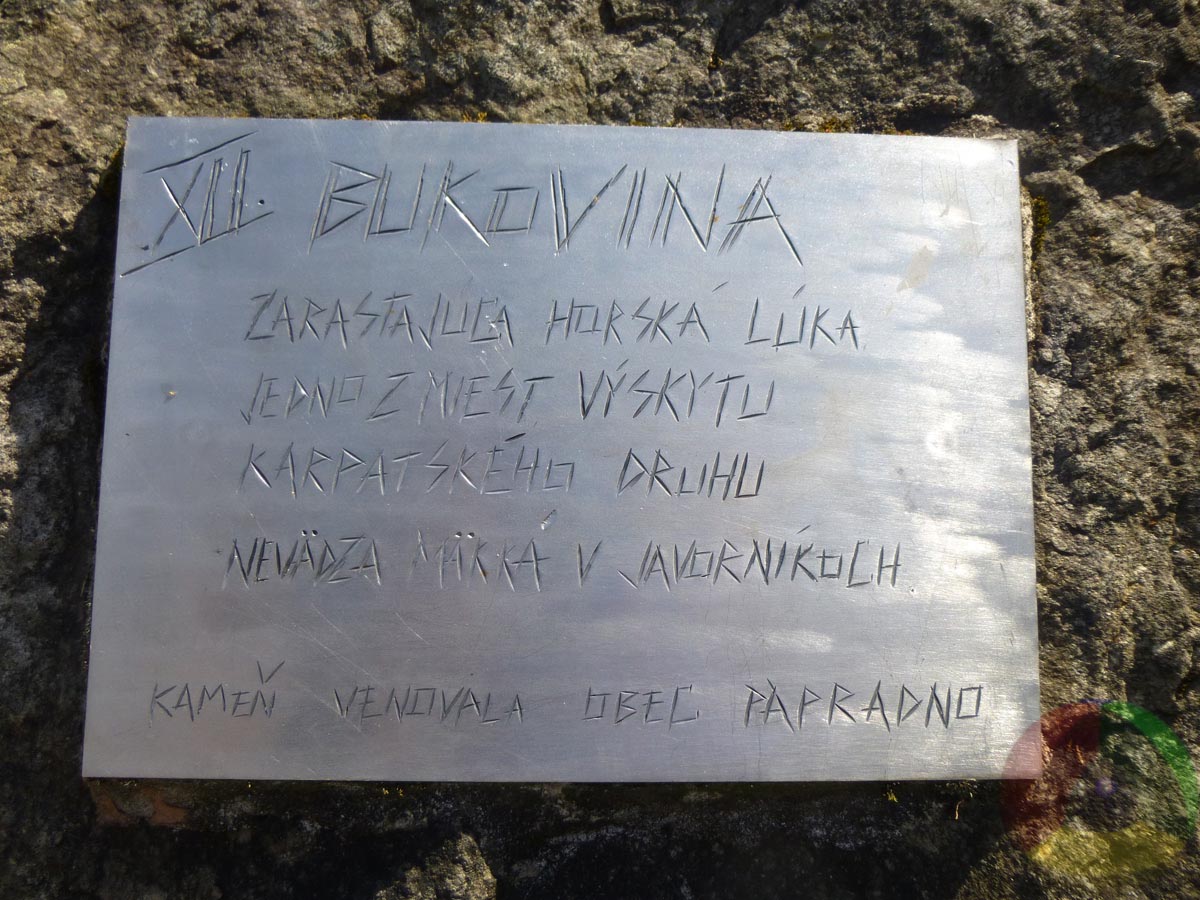 XII. BUKOVINA
ZARASTAJÚCA HORSKÁ LÚKA
JEDNO Z MIEST VÝSKYTU
KARPATSKÉHO DRUHU
NEVÄDZA MÄKKÁ V JAVORNÍKOCH.
KAMEŇ VENOVALA OBEC PAPRADNO